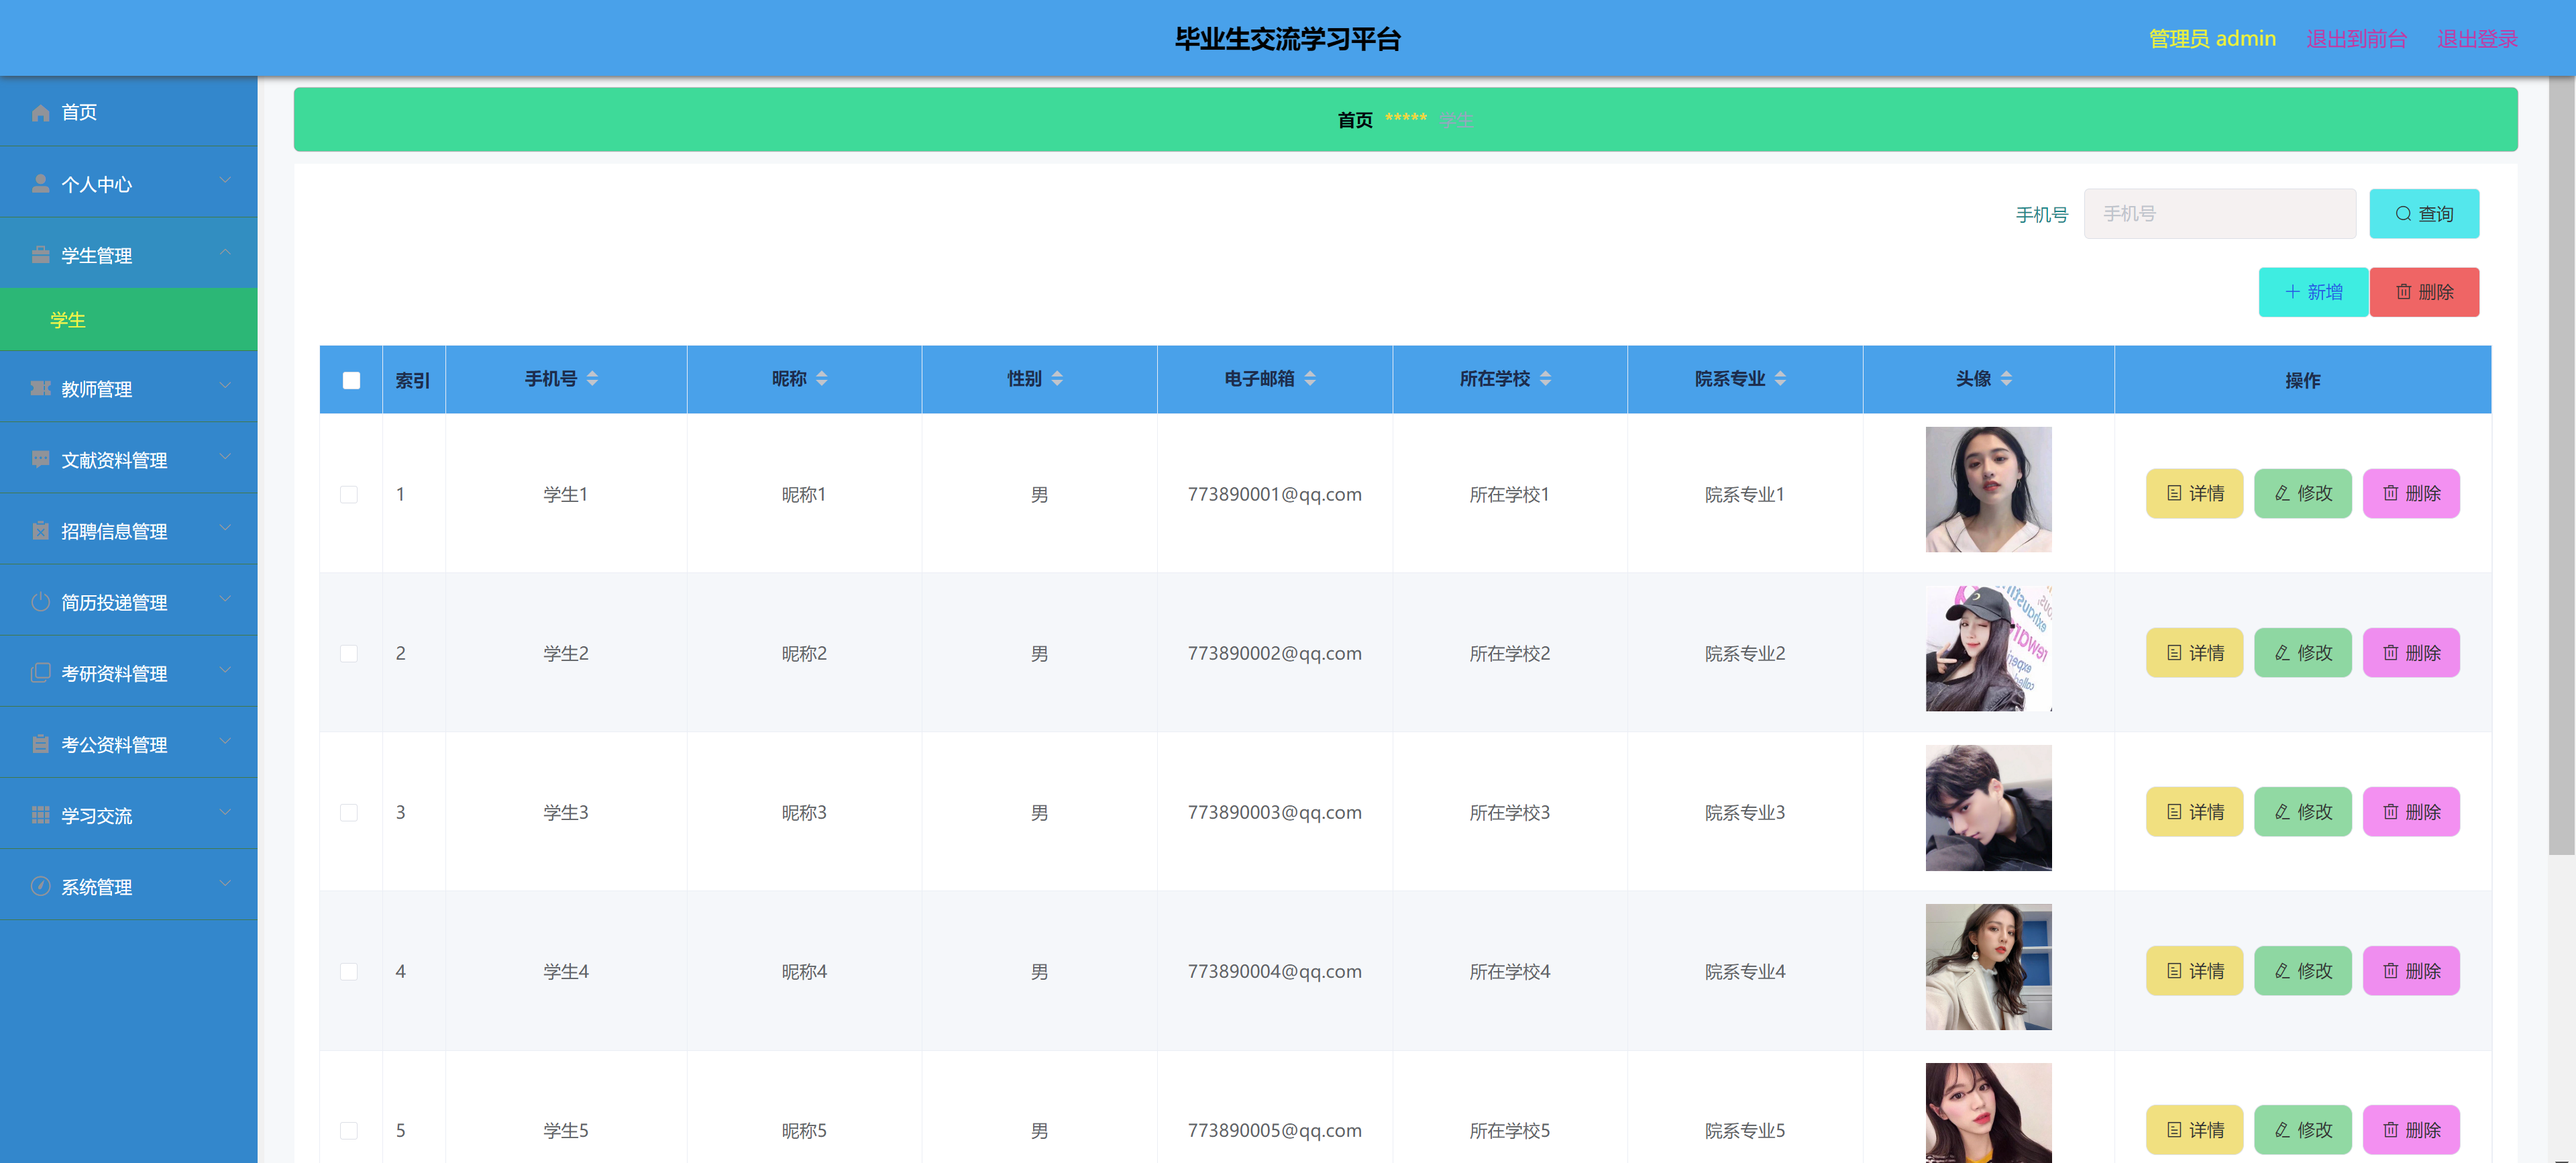 毕业生交流学习平台
管理员 admin 退出到前台 退出登录
首页
个人中心
学生管理
学生
教师管理
文献资料管理
招聘信息管理
简历投递管理
考研资料管理
考公资料管理
学习交流
系统管理
首页 ***** 学生
手机号 手机号 查询
新增 删除
索引 手机号 昵称 性别 电子邮箱 所在学校 院系专业 头像 操作
1 学生1 昵称1 男 773890001@qq.com 所在学校1 院系专业1 详情 修改 删除
2 学生2 昵称2 男 773890002@qq.com 所在学校2 院系专业2 详情 修改 删除
3 学生3 昵称3 男 773890003@qq.com 所在学校3 院系专业3 详情 修改 删除
4 学生4 昵称4 男 773890004@qq.com 所在学校4 院系专业4 详情 修改 删除
5 学生5 昵称5 男 773890005@qq.com 所在学校5 院系专业5 详情 修改 删除